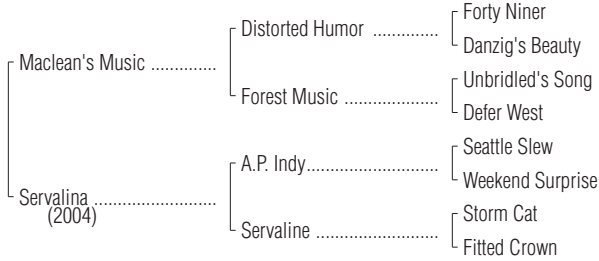 Forty Niner
Distorted Humor ..............
Danzig's Beauty
Maclean's Music ..............
Unbridled's Song
Forest Music ....................
Defer West
Seattle Slew
A.P. Indy............................
Weekend Surprise
Servalina ..........................
(2004)
Storm Cat
Servaline ..........................
Fitted Crown